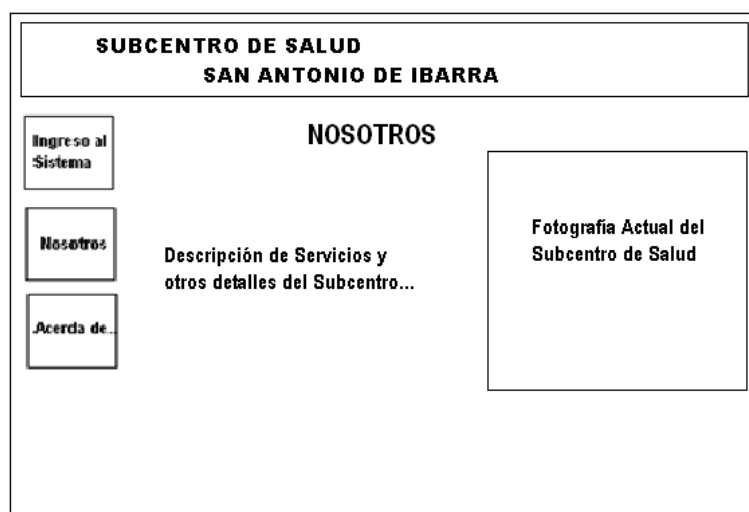 SUBCENTRO DE SALUD
SAN ANTONIO DE IBARRA
Ingreso al
Sistema
NOSOTROS
Nosotros
Descripción de Servicios y
otros detalles del Subcentro...
Fotografía Actual del
Subcentro de Salud
Acerca de..